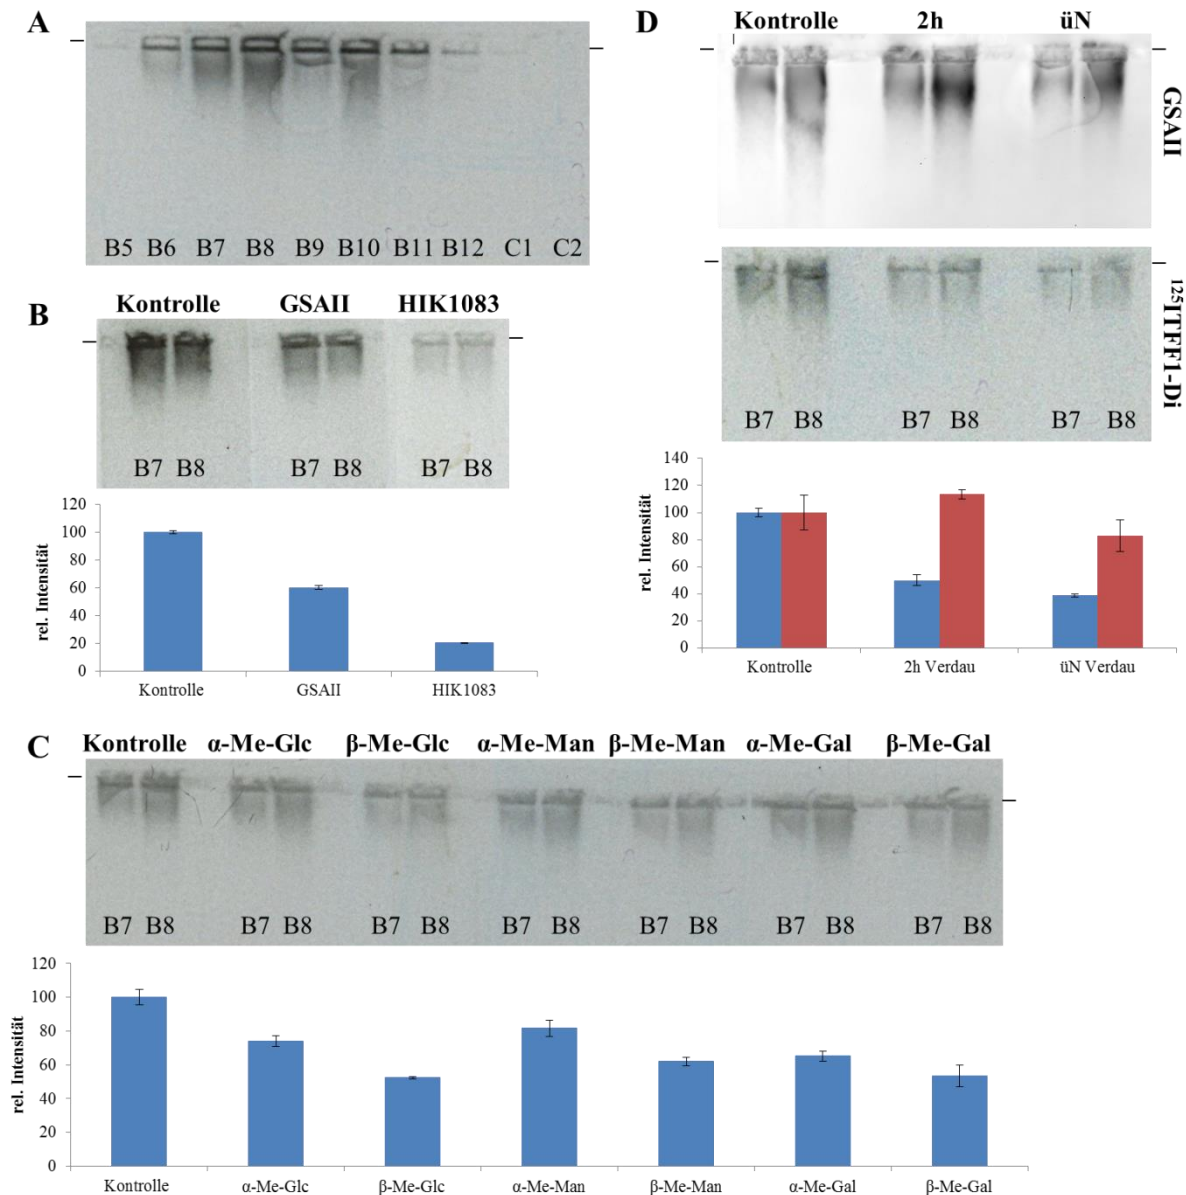 A
B5 B6 B7 B8 B9 B10 B11 B12 C1 C2
B
Kontrolle GSAII HIK1083
B7 B8 B7 B8 B7 B8
120
100
80
60
40
20
0
rel. Intensität
Kontrolle GSAII HIK1083
D
Kontrolle 2h üN
GSAII
¹²⁵ITFF1-Di
B7 B8 B7 B8 B7 B8
140
120
100
80
60
40
20
0
rel. Intensität
Kontrolle 2h Verdau üN Verdau
C
Kontrolle α-Me-Glc β-Me-Glc α-Me-Man β-Me-Man α-Me-Gal β-Me-Gal
B7 B8 B7 B8 B7 B8 B7 B8 B7 B8 B7 B8 B7 B8
120
100
80
60
40
20
0
rel. Intensität
Kontrolle α-Me-Glc β-Me-Glc α-Me-Man β-Me-Man α-Me-Gal β-Me-Gal